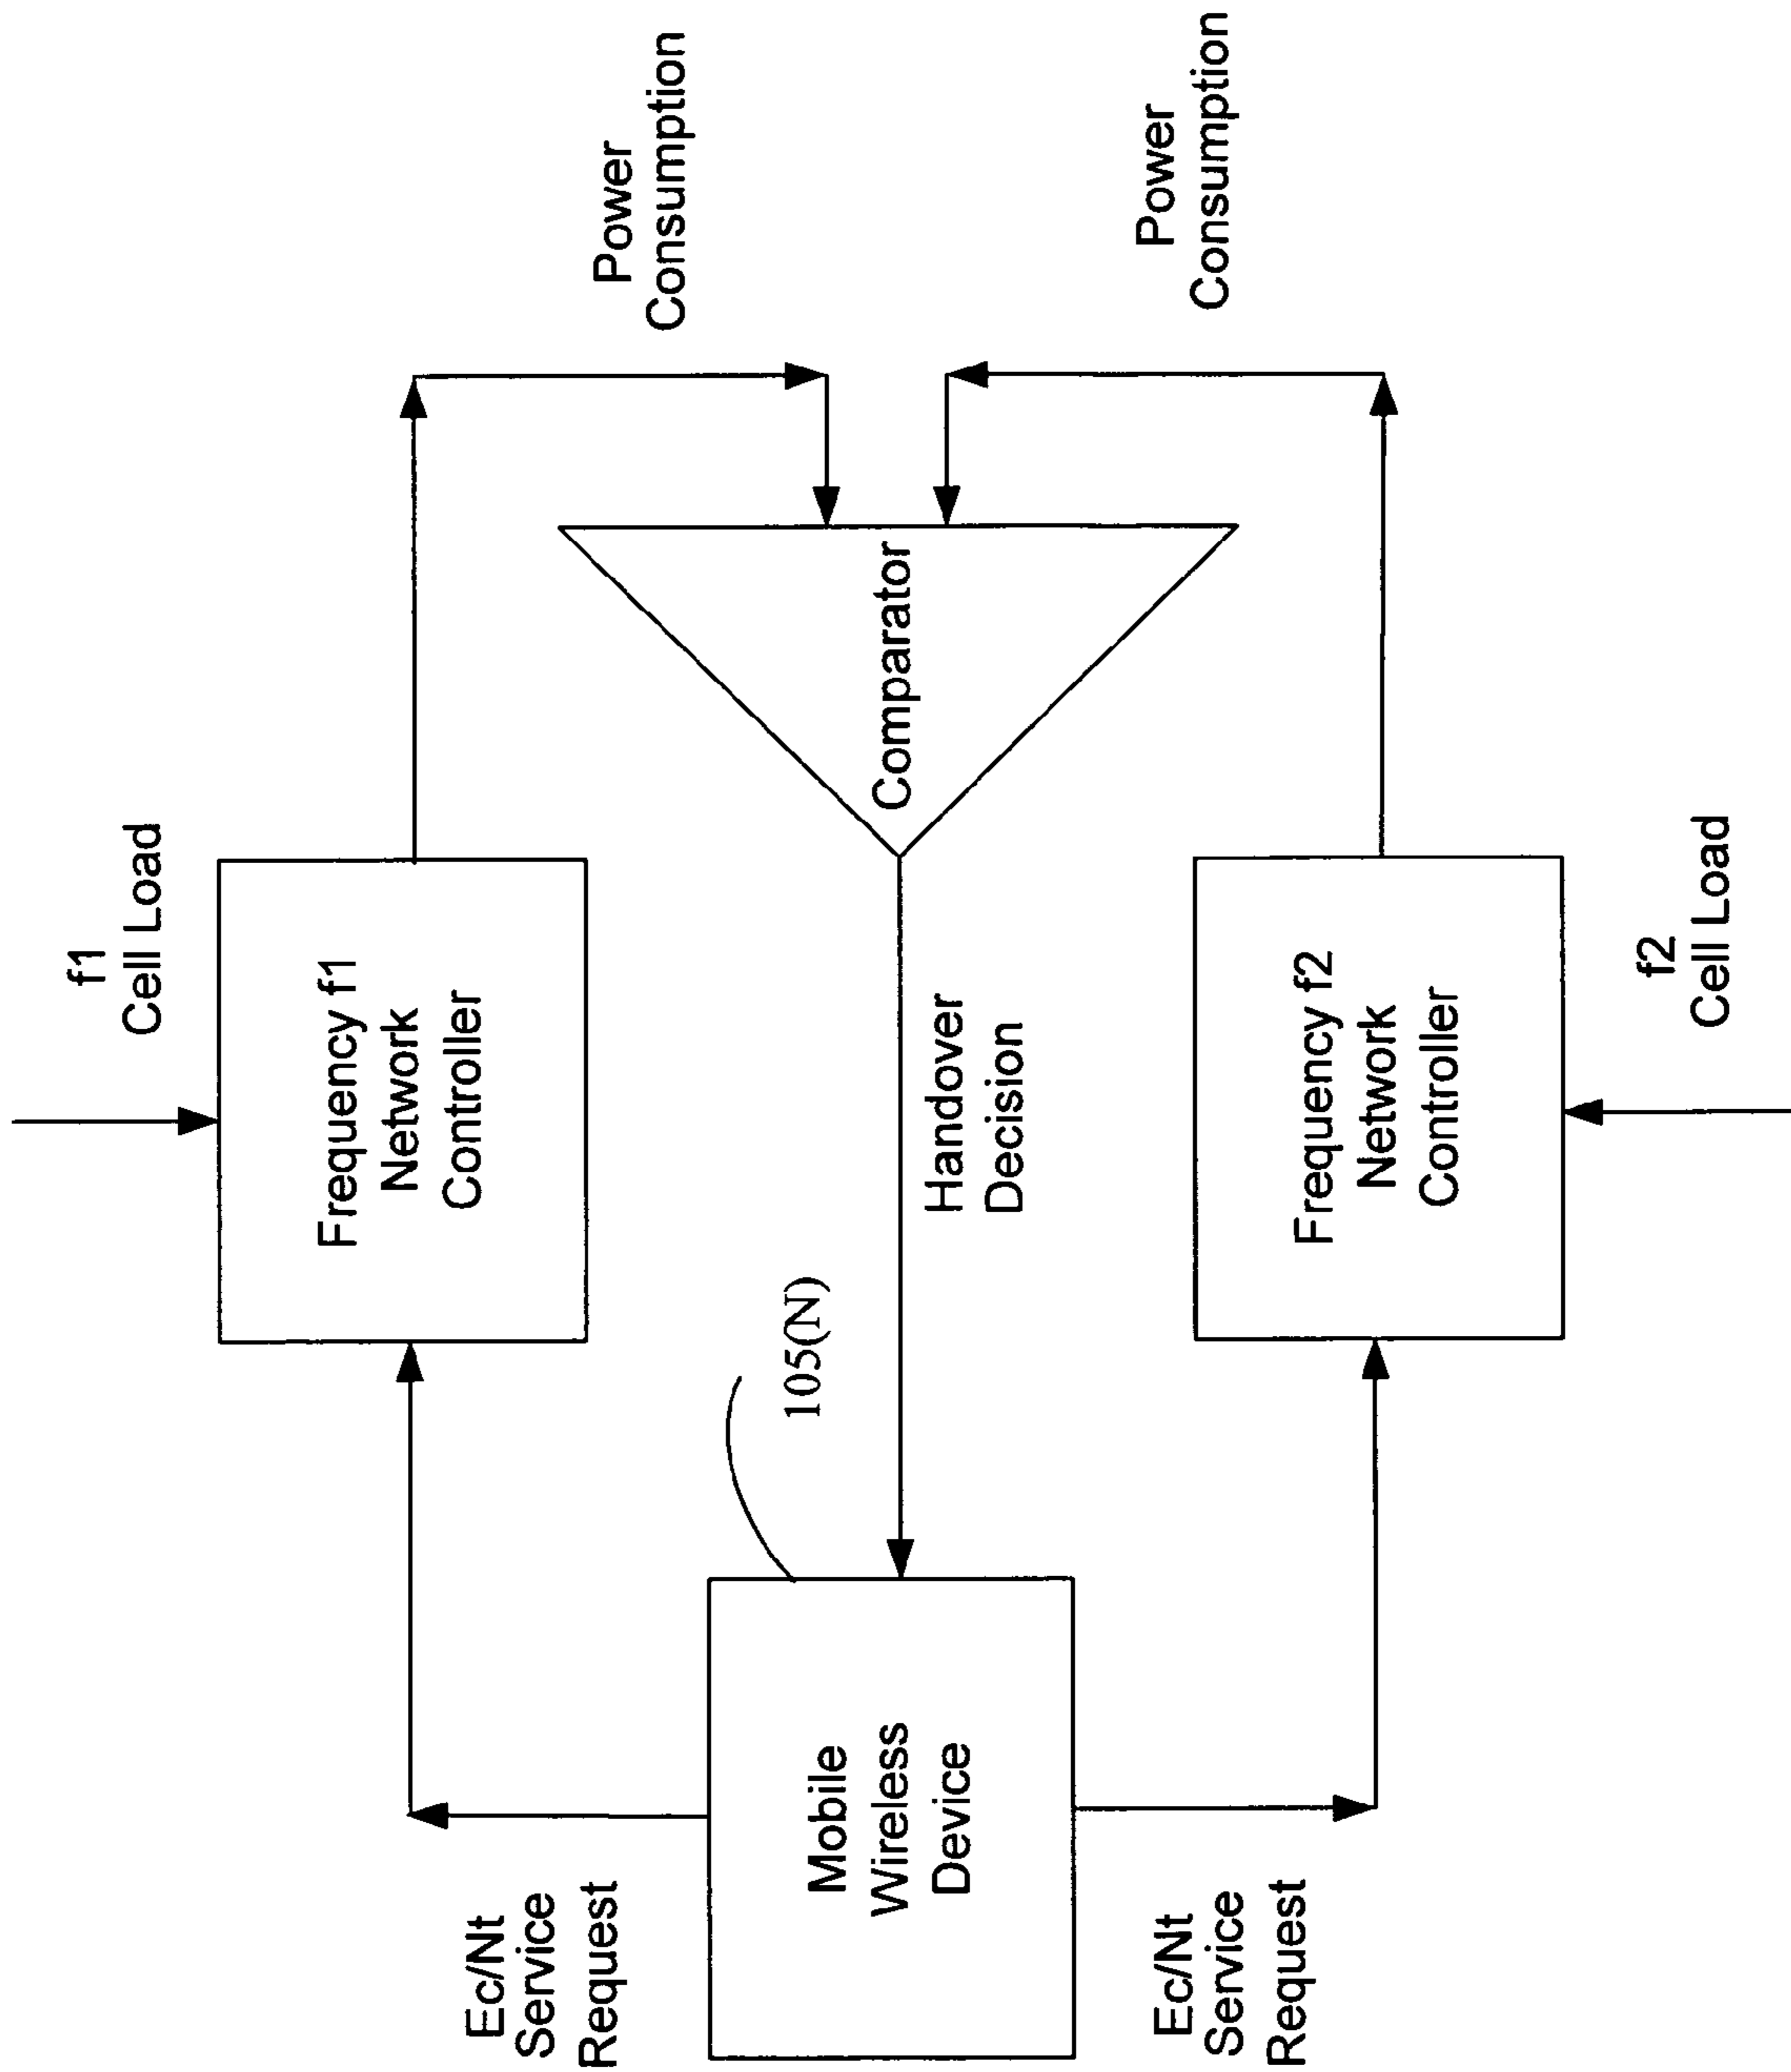 f1
Cell Load
Frequency f1
Network
Controller
Ec/Nt
Service
Request
Power
Consumption
105(N)
Mobile
Wireless
Device
Comparator
Handover
Decision
Ec/Nt
Service
Request
Power
Consumption
Frequency f2
Network
Controller
f2
Cell Load